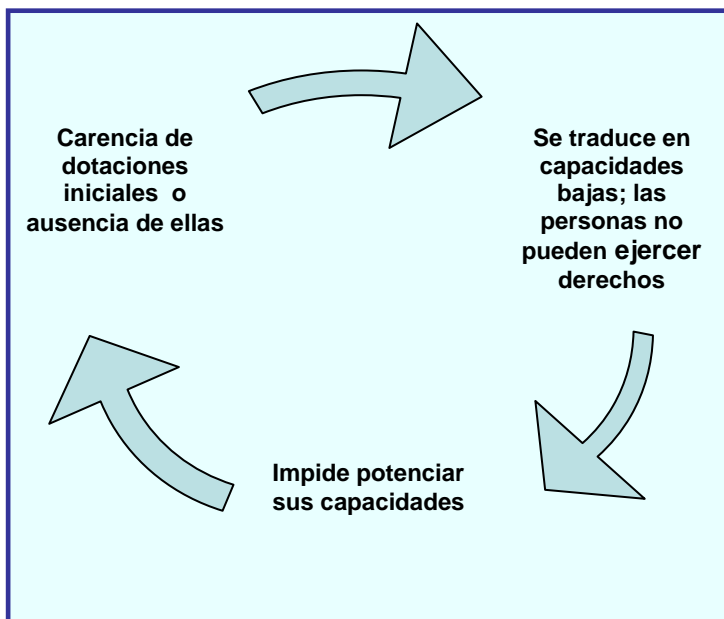 Carencia de
dotaciones
iniciales o
ausencia de ellas
Se traduce en
capacidades
bajas; las
personas no
pueden ejercer
derechos
Impide potenciar
sus capacidades